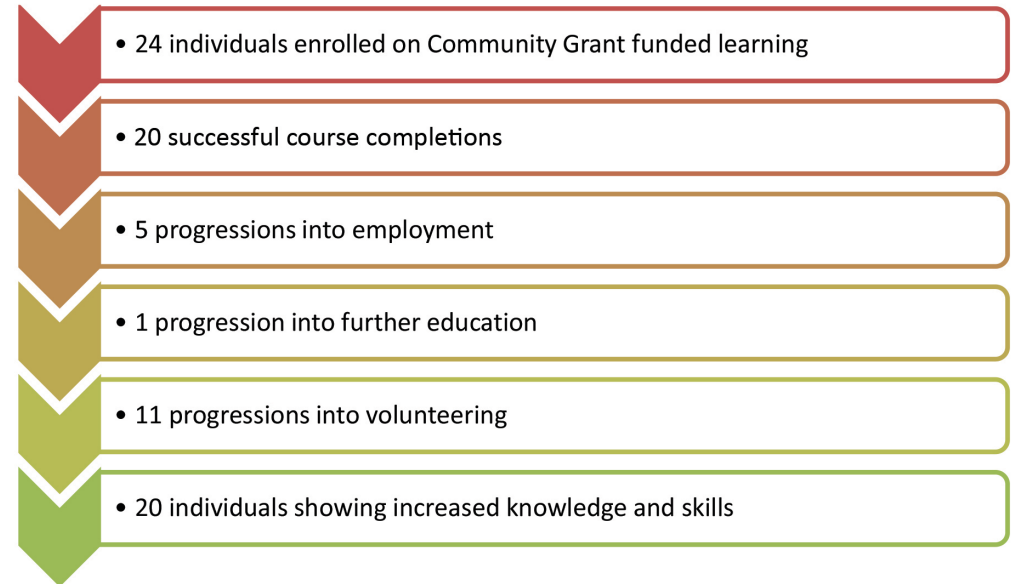 • 24 individuals enrolled on Community Grant funded learning
• 20 successful course completions
• 5 progressions into employment
• 1 progression into further education
• 11 progressions into volunteering
• 20 individuals showing increased knowledge and skills